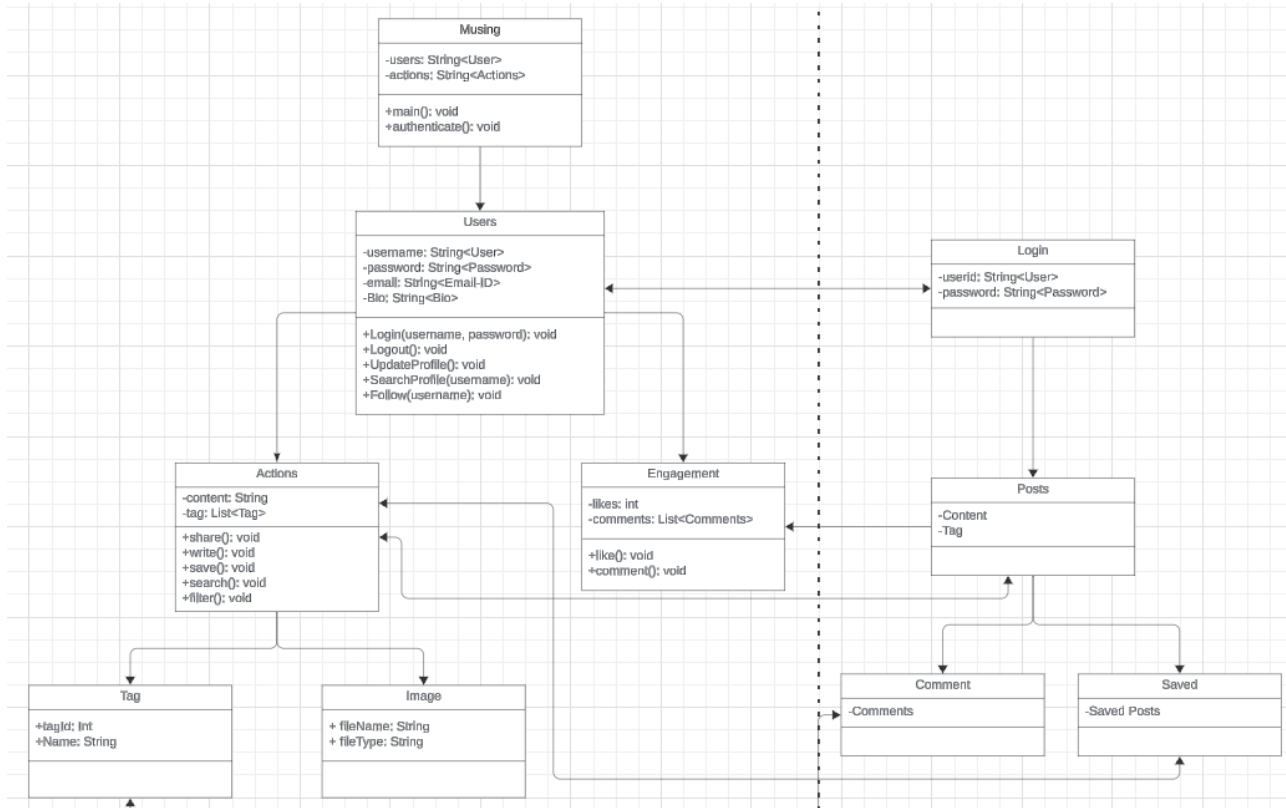 Musing
-users: String<User>
-actions: String<Actions>
+main(): void
+authenticate(): void
Users
-username: String<User>
-password: String<Password>
-email: String<Email-ID>
-Bio: String<Bio>
+Login(username, password): void
+Logout(): void
+UpdateProfile(): void
+SearchProfile(username): void
+Follow(username): void
Login
-userid: String<User>
-password: String<Password>
Actions
-content: String
-tag: List<Tag>
+share(): void
+write(): void
+save(): void
+search(): void
+filter(): void
Engagement
-likes: int
-comments: List<Comments>
+like(): void
+comment(): void
Posts
-Content
-Tag
Tag
+tagId: Int
+Name: String
Image
+ fileName: String
+ fileType: String
Comment
-Comments
Saved
-Saved Posts